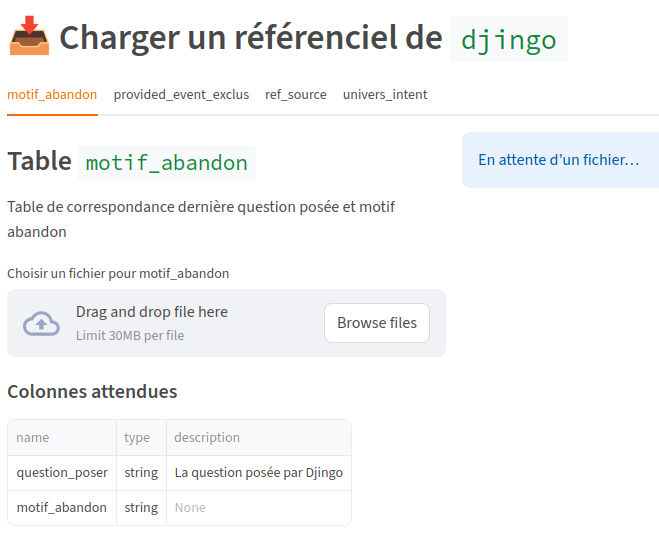 Charger un référenciel de djingo
motif_abandon provided_event_exclus ref_source univers_intent
Table motif_abandon
En attente d'un fichier…
Table de correspondance dernière question posée et motif
abandon
Choisir un fichier pour motif_abandon
Drag and drop file here
Limit 30MB per file
Browse files
Colonnes attendues
name type description
question_poser string La question posée par Djingo
motif_abandon string None